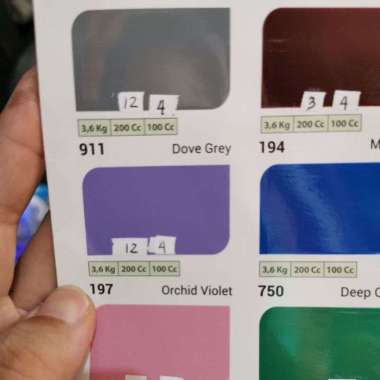 12 4 3 4
3,6 Kg 200 Cc 100 Cc 3,6 Kg 200 Cc 100 Cc
911 Dove Grey 194
12 4
3,6 Kg 200 Cc 100 Cc 3,6 Kg 200 Cc 100 Cc
197 Orchid Violet 750 Deep